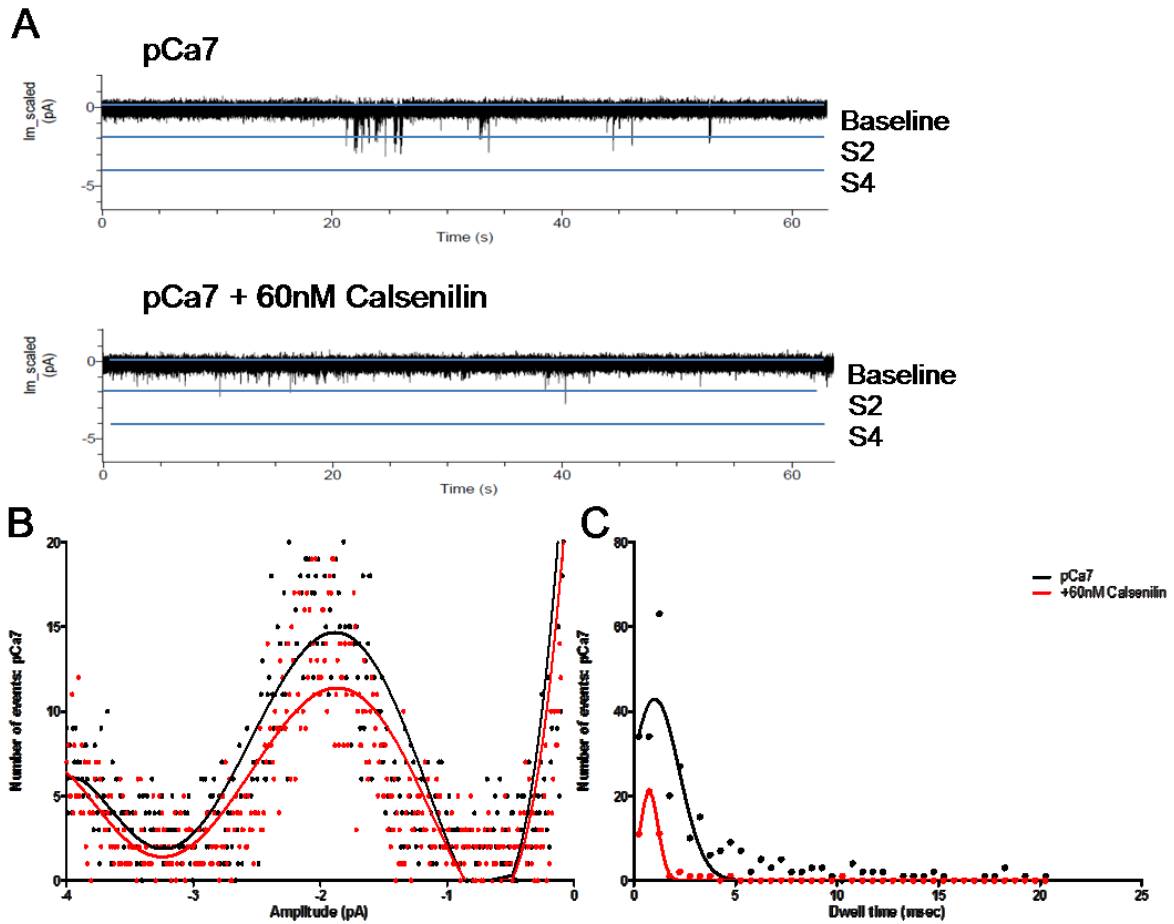 A
pCa7
Im_scaled
(pA)
0
-5
Baseline
S2
S4
0
20
40
60
Time (s)
pCa7 + 60nM Calsenilin
Im_scaled
(pA)
0
-5
Baseline
S2
S4
0
20
40
60
Time (s)
B
Number of events: pCa7
20
15
10
5
0
-4
-3
-2
-1
0
Amplitude (pA)
C
Number of events: pCa7
80
60
40
20
0
0
5
10
15
20
25
Dwell time (msec)
pCa7
+60nM Calsenilin